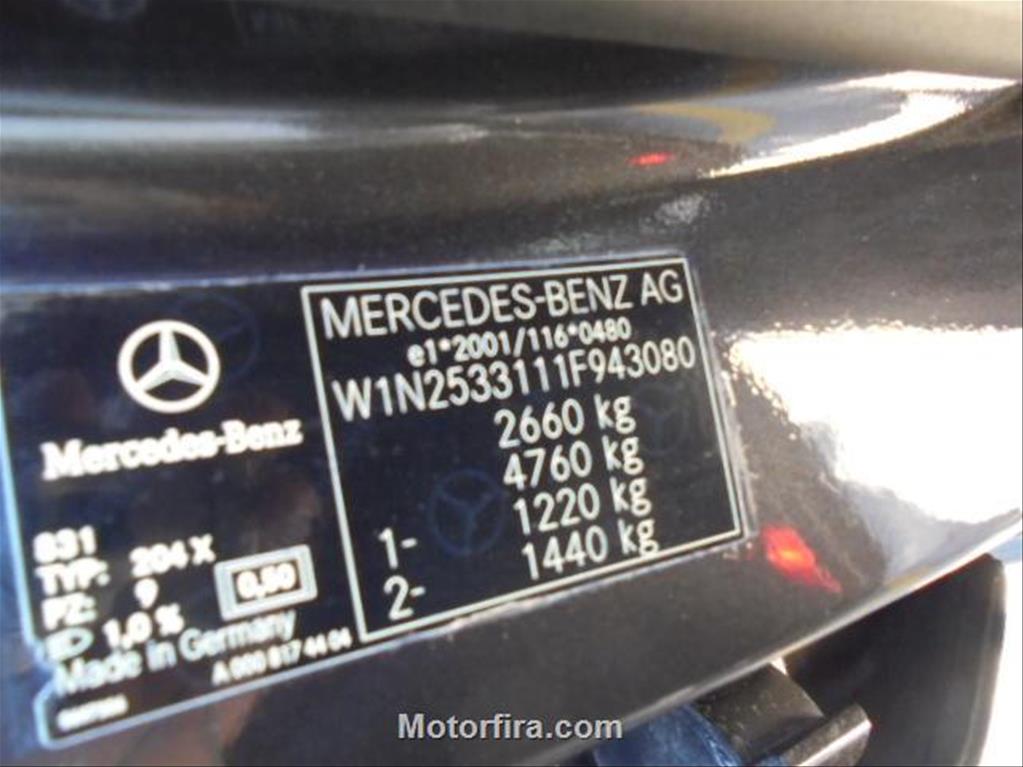 MERCEDES-BENZ AG
e1*2001/116*0480
W1N2533111F943080
2660 kg
4760 kg
1- 1220 kg
2- 1440 kg
Mercedes-Benz
831
TYP: 204 X
PZ: 9
1,0 % 0,50
Made in Germany
A 000 817 44 04
Motorfira.com